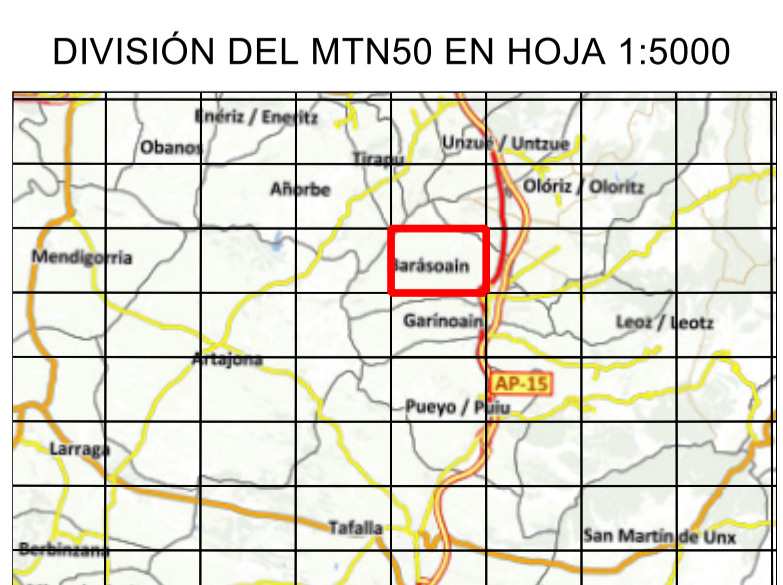 DIVISIÓN DEL MTN50 EN HOJA 1:5000
Enériz / Eneritz
Obanos
Unzué / Untzue
Tirapu
Añorbe
Olóriz / Oloritz
Mendigorria
Barásoain
Garínoain
Leoz / Leotz
Artajona
AP-15
Pueyo / Puiu
Larraga
Tafalla
San Martín de Unx
Berbinzana